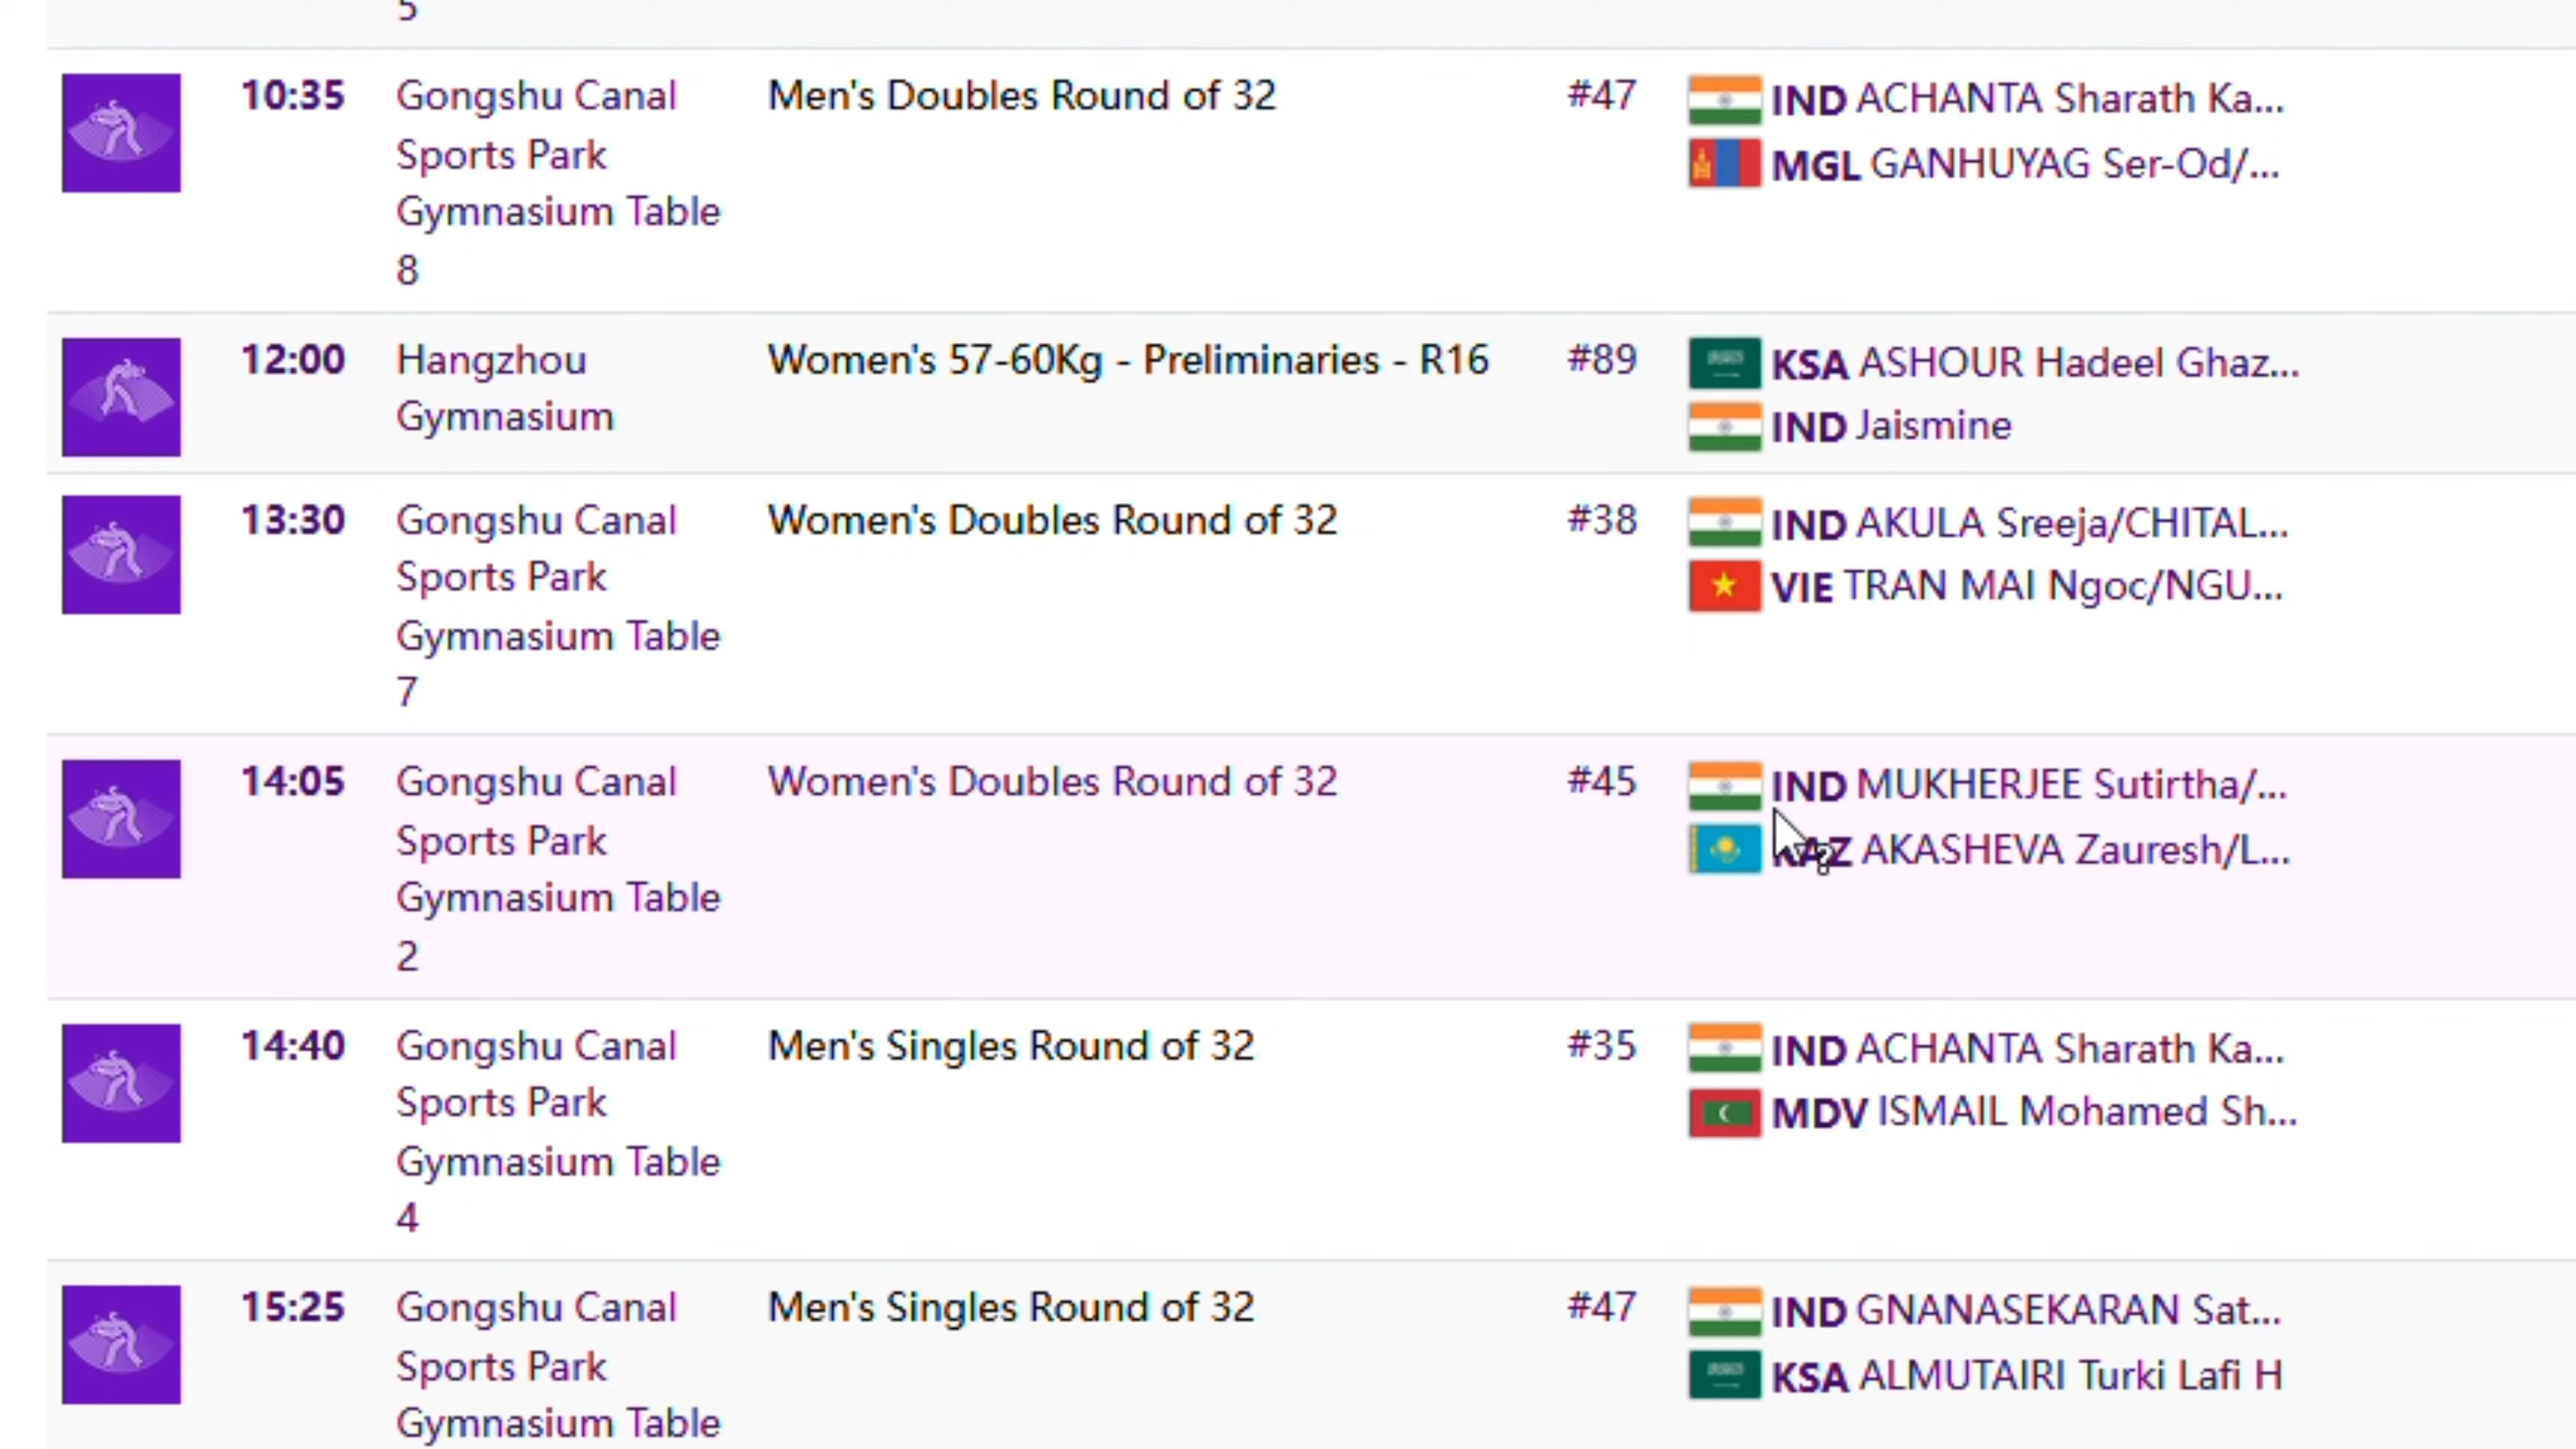 5
10:35 Gongshu Canal Men's Doubles Round of 32 #47 IND ACHANTA Sharath Ka...
Sports Park MGL GANHUYAG Ser-Od/...
Gymnasium Table
8
12:00 Hangzhou Women's 57-60Kg - Preliminaries - R16 #89 KSA ASHOUR Hadeel Ghaz...
Gymnasium IND Jaismine
13:30 Gongshu Canal Women's Doubles Round of 32 #38 IND AKULA Sreeja/CHITAL...
Sports Park VIE TRAN MAI Ngoc/NGU...
Gymnasium Table
7
14:05 Gongshu Canal Women's Doubles Round of 32 #45 IND MUKHERJEE Sutirtha/...
Sports Park KAZ AKASHEVA Zauresh/L...
Gymnasium Table
2
14:40 Gongshu Canal Men's Singles Round of 32 #35 IND ACHANTA Sharath Ka...
Sports Park MDV ISMAIL Mohamed Sh...
Gymnasium Table
4
15:25 Gongshu Canal Men's Singles Round of 32 #47 IND GNANASEKARAN Sat...
Sports Park KSA ALMUTAIRI Turki Lafi H
Gymnasium Table